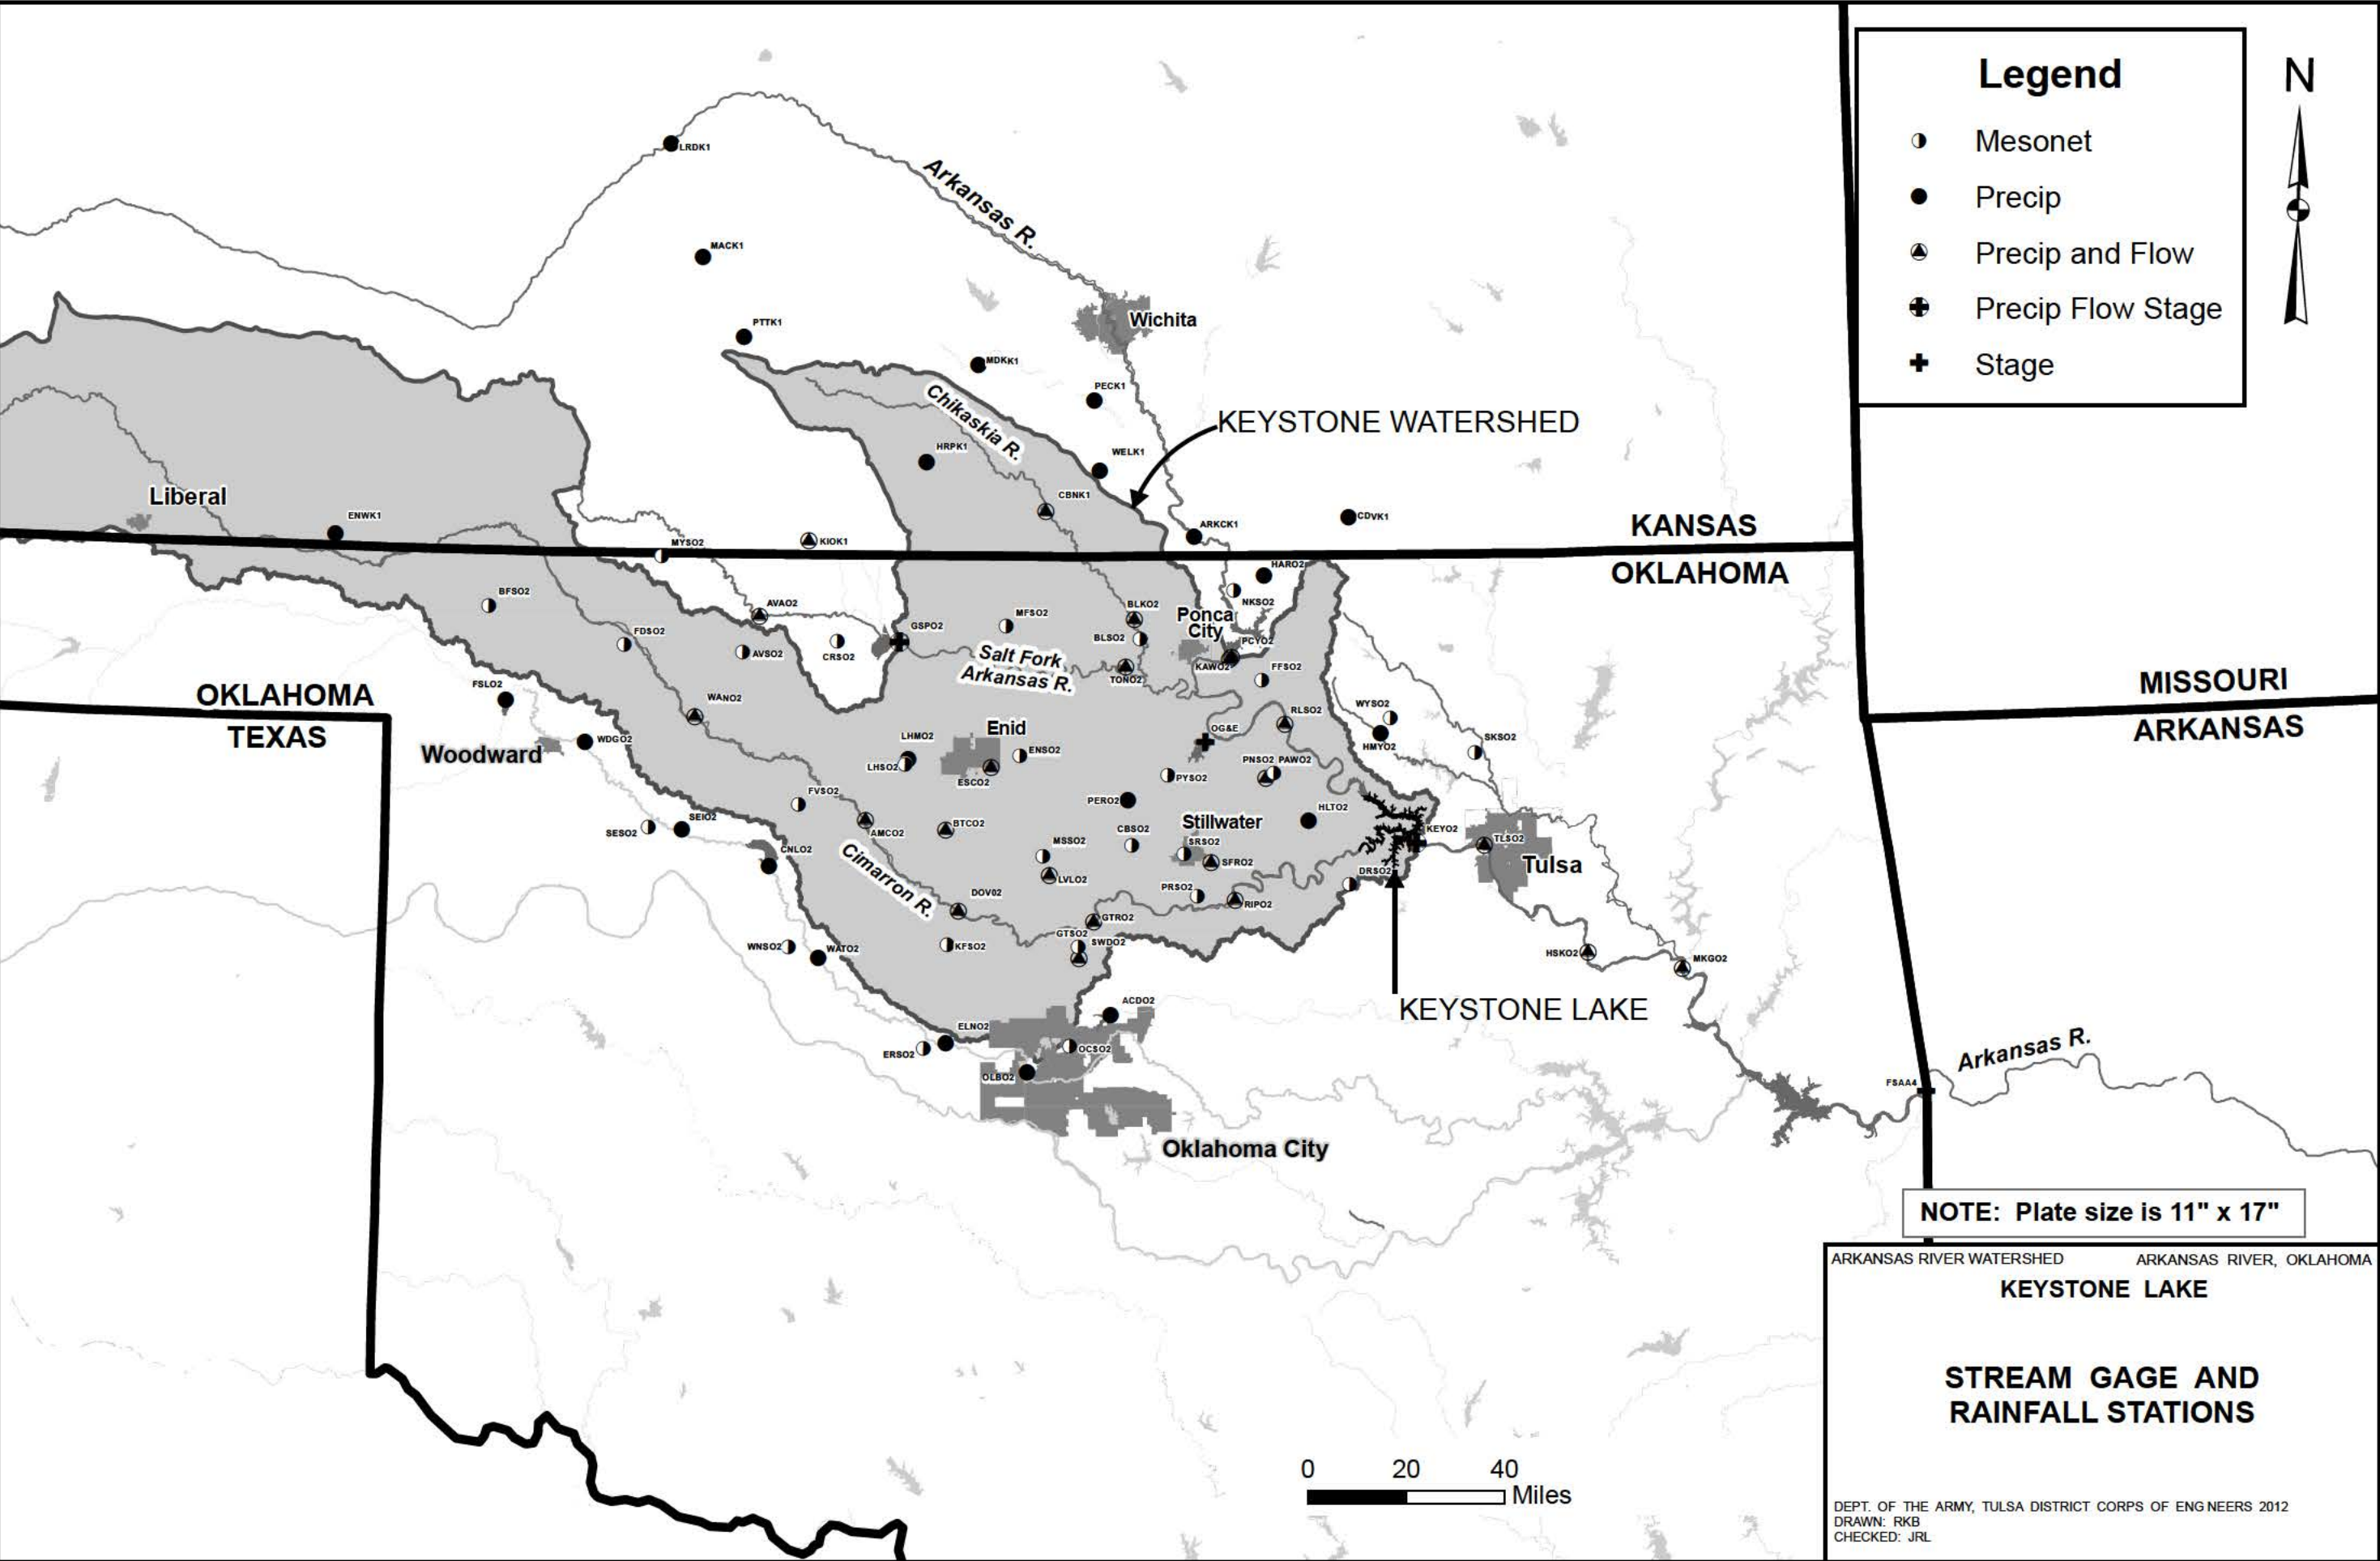 Legend
N
Mesonet
Precip
Precip and Flow
Precip Flow Stage
Stage
LRDK1
Arkansas R.
MACK1
PTTK1
Wichita
MDKK1
PECK1
Chikaskia R.
KEYSTONE WATERSHED
HRPK1
WELK1
Liberal
CBNK1
ENWK1
ARKCK1
CDVK1
KANSAS
MYSO2
KIOK1
OKLAHOMA
HARO2
BFSO2
NKSO2
AVAO2
BLKO2
MFSO2
Ponca
City
GSPO2
FDSO2
BLSO2
PCYO2
AVSO2
CRSO2
Salt Fork
Arkansas R.
KAWO2
FFSO2
TONO2
FSLO2
OKLAHOMA
TEXAS
MISSOURI
ARKANSAS
WANO2
WYSO2
RLSO2
OG&E
Enid
LHMO2
WDGO2
Woodward
ENSO2
HMYO2
SKSO2
LHSO2
ESCO2
PNSO2
PAWO2
PYSO2
FVSO2
PERO2
HLTO2
SEIO2
SESO2
AMCO2
BTCO2
CBSO2
Stillwater
KEYO2
MSSO2
SRSO2
TLSO2
CNLO2
Cimarron R.
SFRO2
Tulsa
LVLO2
DRSO2
PRSO2
DOV02
RIPO2
GTRO2
GTSO2
SWDO2
WNSO2
WATO2
KFSO2
HSKO2
MKGO2
ACDO2
KEYSTONE LAKE
ELNO2
ERSO2
OCSO2
OLBO2
Arkansas R.
FSAA4
Oklahoma City
NOTE: Plate size is 11" x 17"
ARKANSAS RIVER WATERSHED
ARKANSAS RIVER, OKLAHOMA
KEYSTONE LAKE
STREAM GAGE AND
RAINFALL STATIONS
0 20 40
Miles
DEPT. OF THE ARMY, TULSA DISTRICT CORPS OF ENG NEERS 2012
DRAWN: RKB
CHECKED: JRL